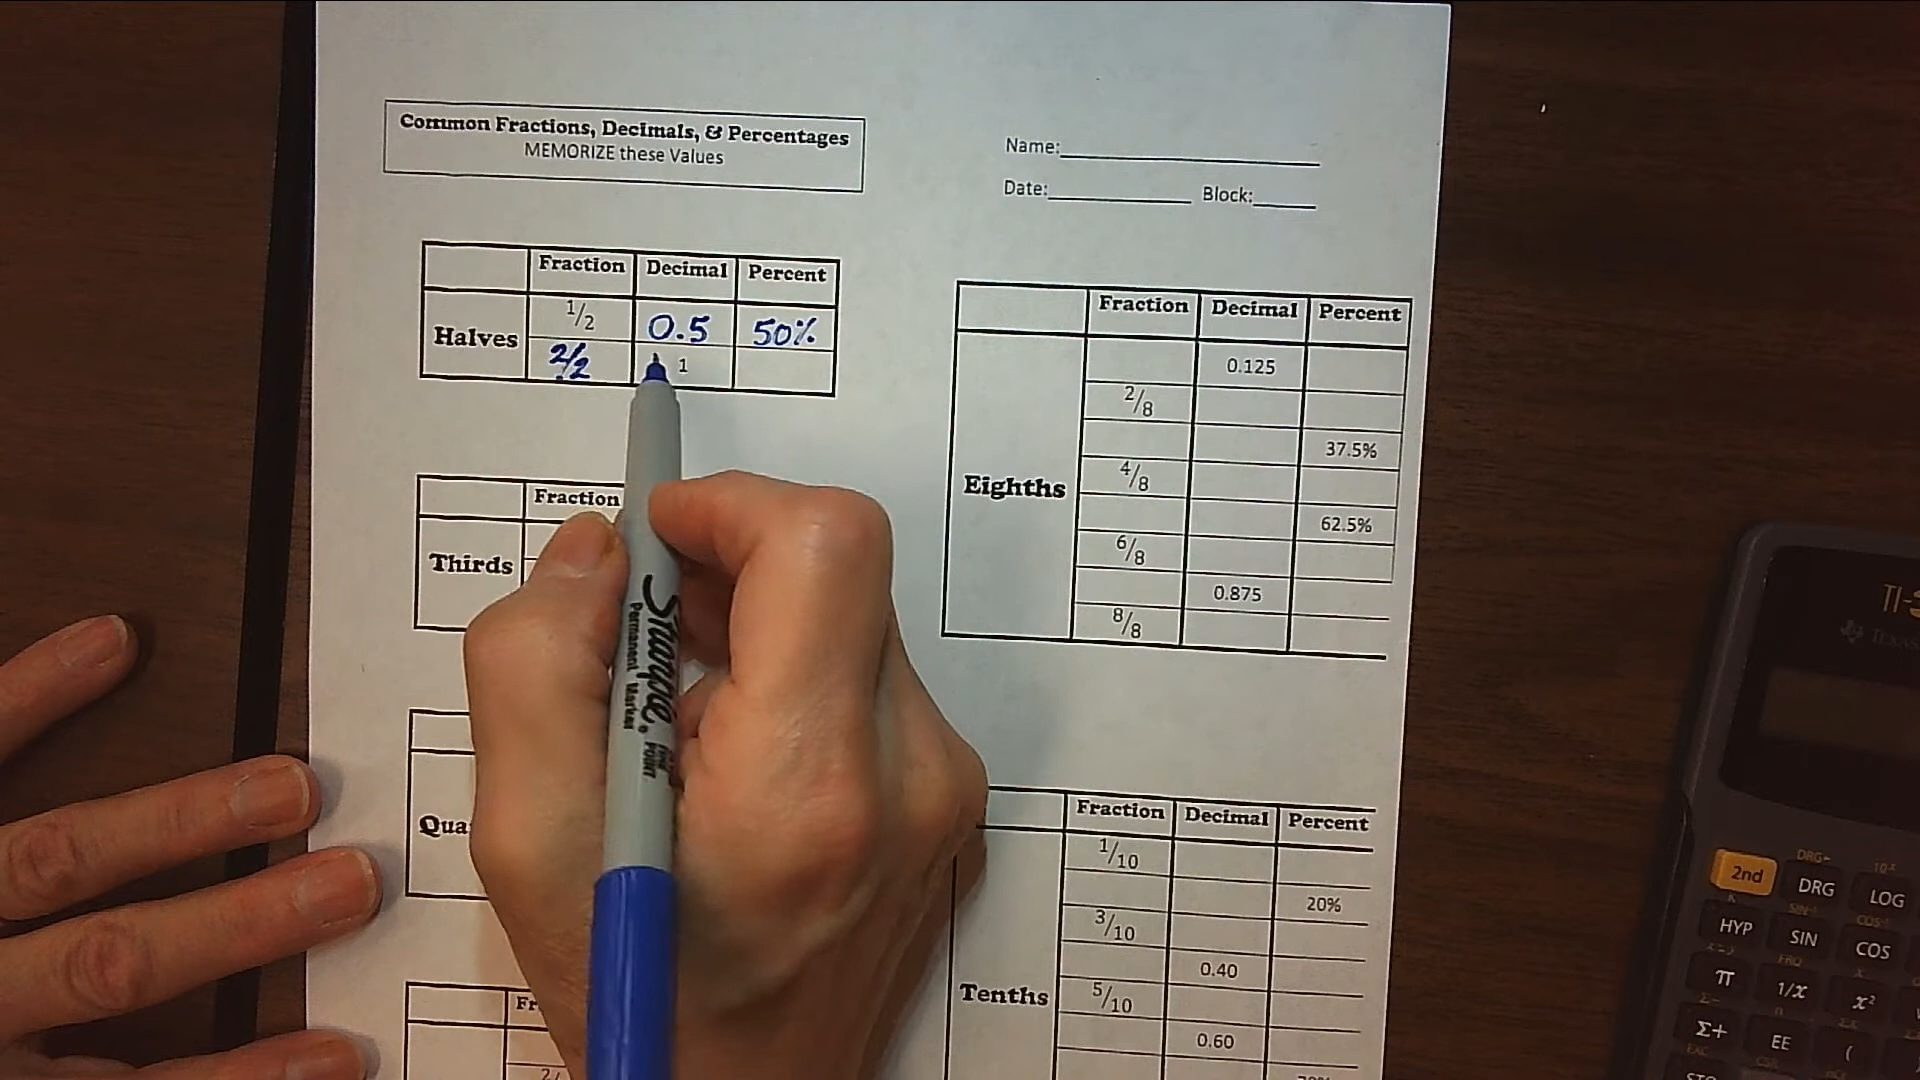 Common Fractions, Decimals, & Percentages
MEMORIZE these Values
Name:
Date: Block:
Fraction Decimal Percent
Halves
1/2 0.5 50%
2/2 1
Fraction
Thirds
Fraction Decimal Percent
Eighths
0.125
2/8
37.5%
4/8
62.5%
6/8
0.875
8/8
Fraction Decimal Percent
Tenths
1/10
20%
3/10
0.40
5/10
0.60
Sharpie.
Permanent Marker
2nd
DRG
LOG
HYP
SIN
COS
π
1/x
x²
Σ+
EE
(